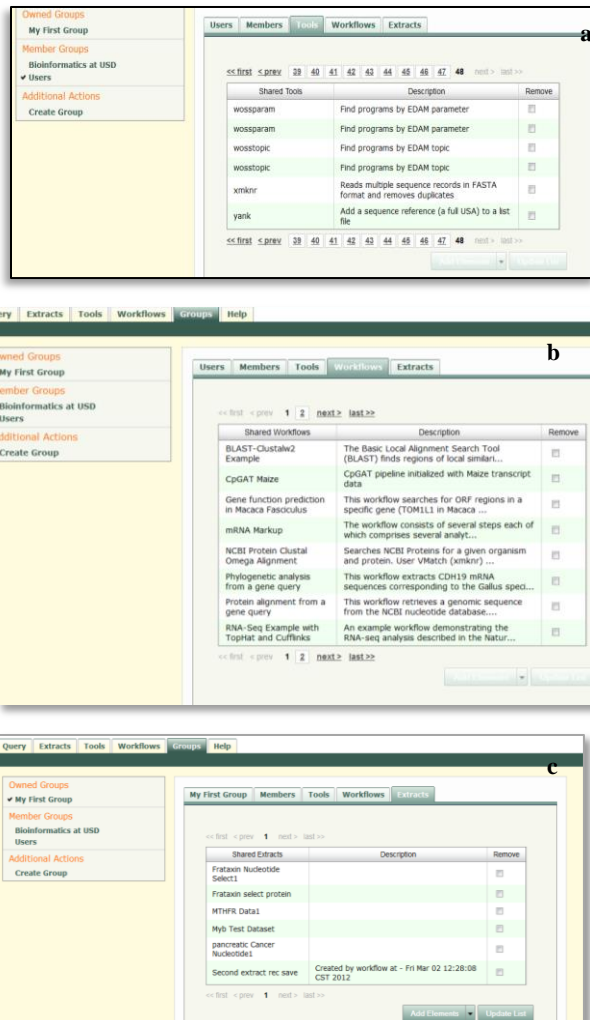 Owned Groups
My First Group
Member Groups
Bioinformatics at USD
✔ Users
Additional Actions
Create Group
Users Members Tools Workflows Extracts
a
<< first < prev 39 40 41 42 43 44 45 46 47 48 next > last >>
Shared Tools Description Remove
wossparam Find programs by EDAM parameter
wossparam Find programs by EDAM parameter
wosstopic Find programs by EDAM topic
wosstopic Find programs by EDAM topic
xmknr Reads multiple sequence records in FASTA
format and removes duplicates
yank Add a sequence reference (a full USA) to a list
file
<< first < prev 39 40 41 42 43 44 45 46 47 48 next > last >>
Add Elements Update List
ery Extracts Tools Workflows Groups Help
b
wned Groups
My First Group
ember Groups
Bioinformatics at USD
Users
dditional Actions
Create Group
Users Members Tools Workflows Extracts
<< first < prev 1 2 next > last >>
Shared Workflows Description Remove
BLAST-Clustalw2
Example
The Basic Local Alignment Search Tool
(BLAST) finds regions of local similari...
CpGAT Maize
CpGAT pipeline initialized with Maize transcript
data
Gene function prediction
in Macaca Fasciculus
This workflow searches for ORF regions in a
specific gene (TOM1L1 in Macaca ...
mRNA Markup
The workflow consists of several steps each of
which comprises several analyt...
NCBI Protein Clustal
Omega Alignment
Searches NCBI Proteins for a given organism
and protein. User VMatch (xmknr) ...
Phylogenetic analysis
from a gene query
This workflow extracts CDH19 mRNA
sequences corresponding to the Gallus speci...
Protein alignment from a
gene query
This workflow retrieves a genomic sequence
from the NCBI nucleotide database....
RNA-Seq Example with
TopHat and Cufflinks
An example workflow demonstrating the
RNA-seq analysis described in the Natur...
<< first < prev 1 2 next > last >>
Add Elements Update List
Query Extracts Tools Workflows Groups Help
c
Owned Groups
✔ My First Group
Member Groups
Bioinformatics at USD
Users
Additional Actions
Create Group
My First Group Members Tools Workflows Extracts
<< first < prev 1 next > last >>
Shared Extracts Description Remove
Frataxin Nucleotide
Select1
Frataxin select protein
MTHFR Data1
Myb Test Dataset
pancreatic Cancer
Nucleotide1
Second extract rec save
Created by workflow at - Fri Mar 02 12:28:08
CST 2012
<< first < prev 1 next > last >>
Add Elements Update List